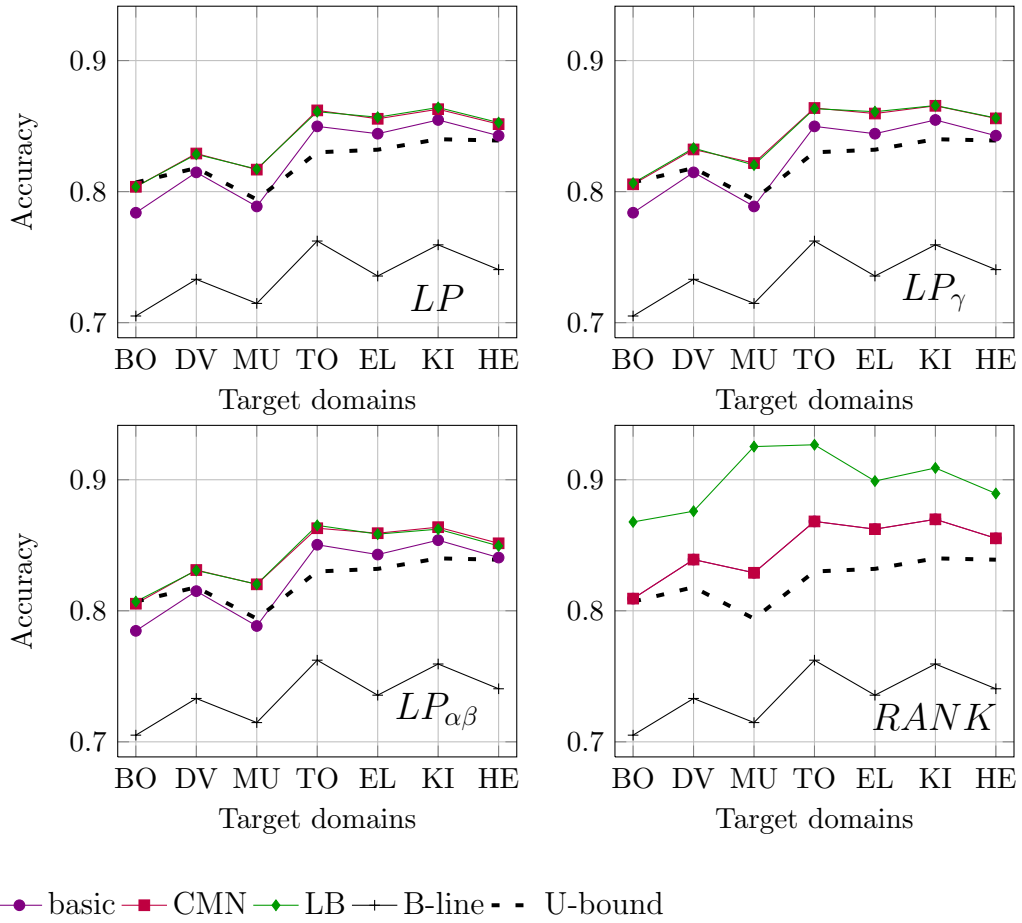 0.9
0.8
0.7
Accuracy
LP
BO DV MU TO EL KI HE
Target domains
0.9
0.8
0.7
LPγ
BO DV MU TO EL KI HE
Target domains
0.9
0.8
0.7
Accuracy
LPαβ
BO DV MU TO EL KI HE
Target domains
0.9
0.8
0.7
RANK
BO DV MU TO EL KI HE
Target domains
basic CMN LB B-line U-bound